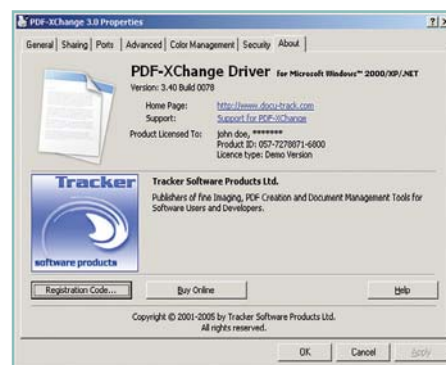 PDF-XChange 3.0 Properties
General Sharing Ports Advanced Color Management Security About
PDF-XChange Driver for Microsoft Windows™ 2000/XP/.NET
Version: 3.40 Build 0078
Home Page: http://www.docu-track.com
Support: Support for PDF-XChange
Product Licensed To: john doe, *******
Product ID: 057-7278871-6800
Licence type: Demo Version
Tracker
software products
Tracker Software Products Ltd.
Publishers of fine Imaging, PDF Creation and Document Management Tools for
Software Users and Developers.
Registration Code... Buy Online Help
Copyright © 2001-2005 by Tracker Software Products Ltd.
All rights reserved.
OK Cancel Apply